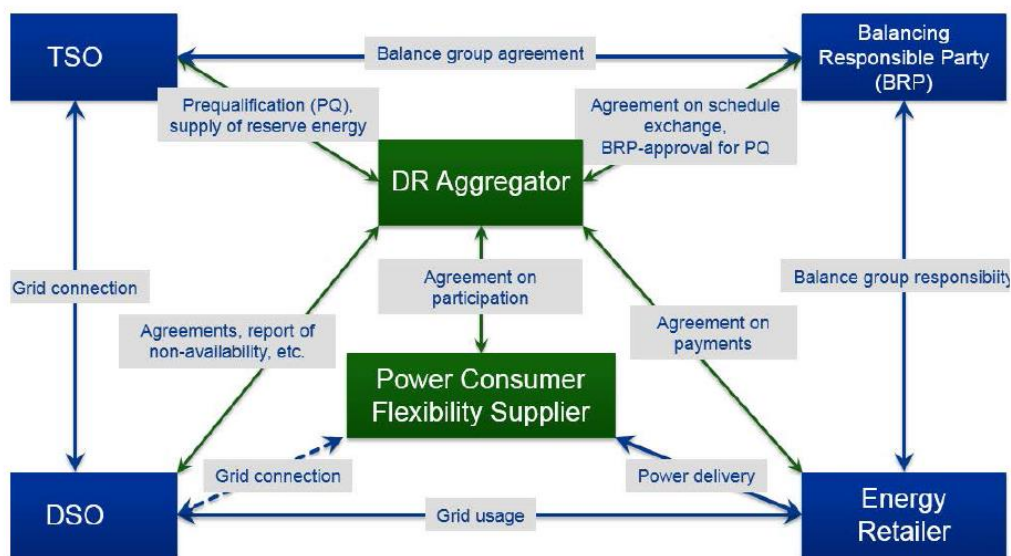 TSO
Balance group agreement
Balancing
Responsible Party
(BRP)
Prequalification (PQ),
supply of reserve energy
Agreement on schedule
exchange,
BRP-approval for PQ
DR Aggregator
Grid connection
Agreement on
participation
Balance group responsibiity
Agreements, report of
non-availability, etc.
Agreement on
payments
Power Consumer
Flexibility Supplier
Grid connection
Power delivery
DSO
Grid usage
Energy
Retailer